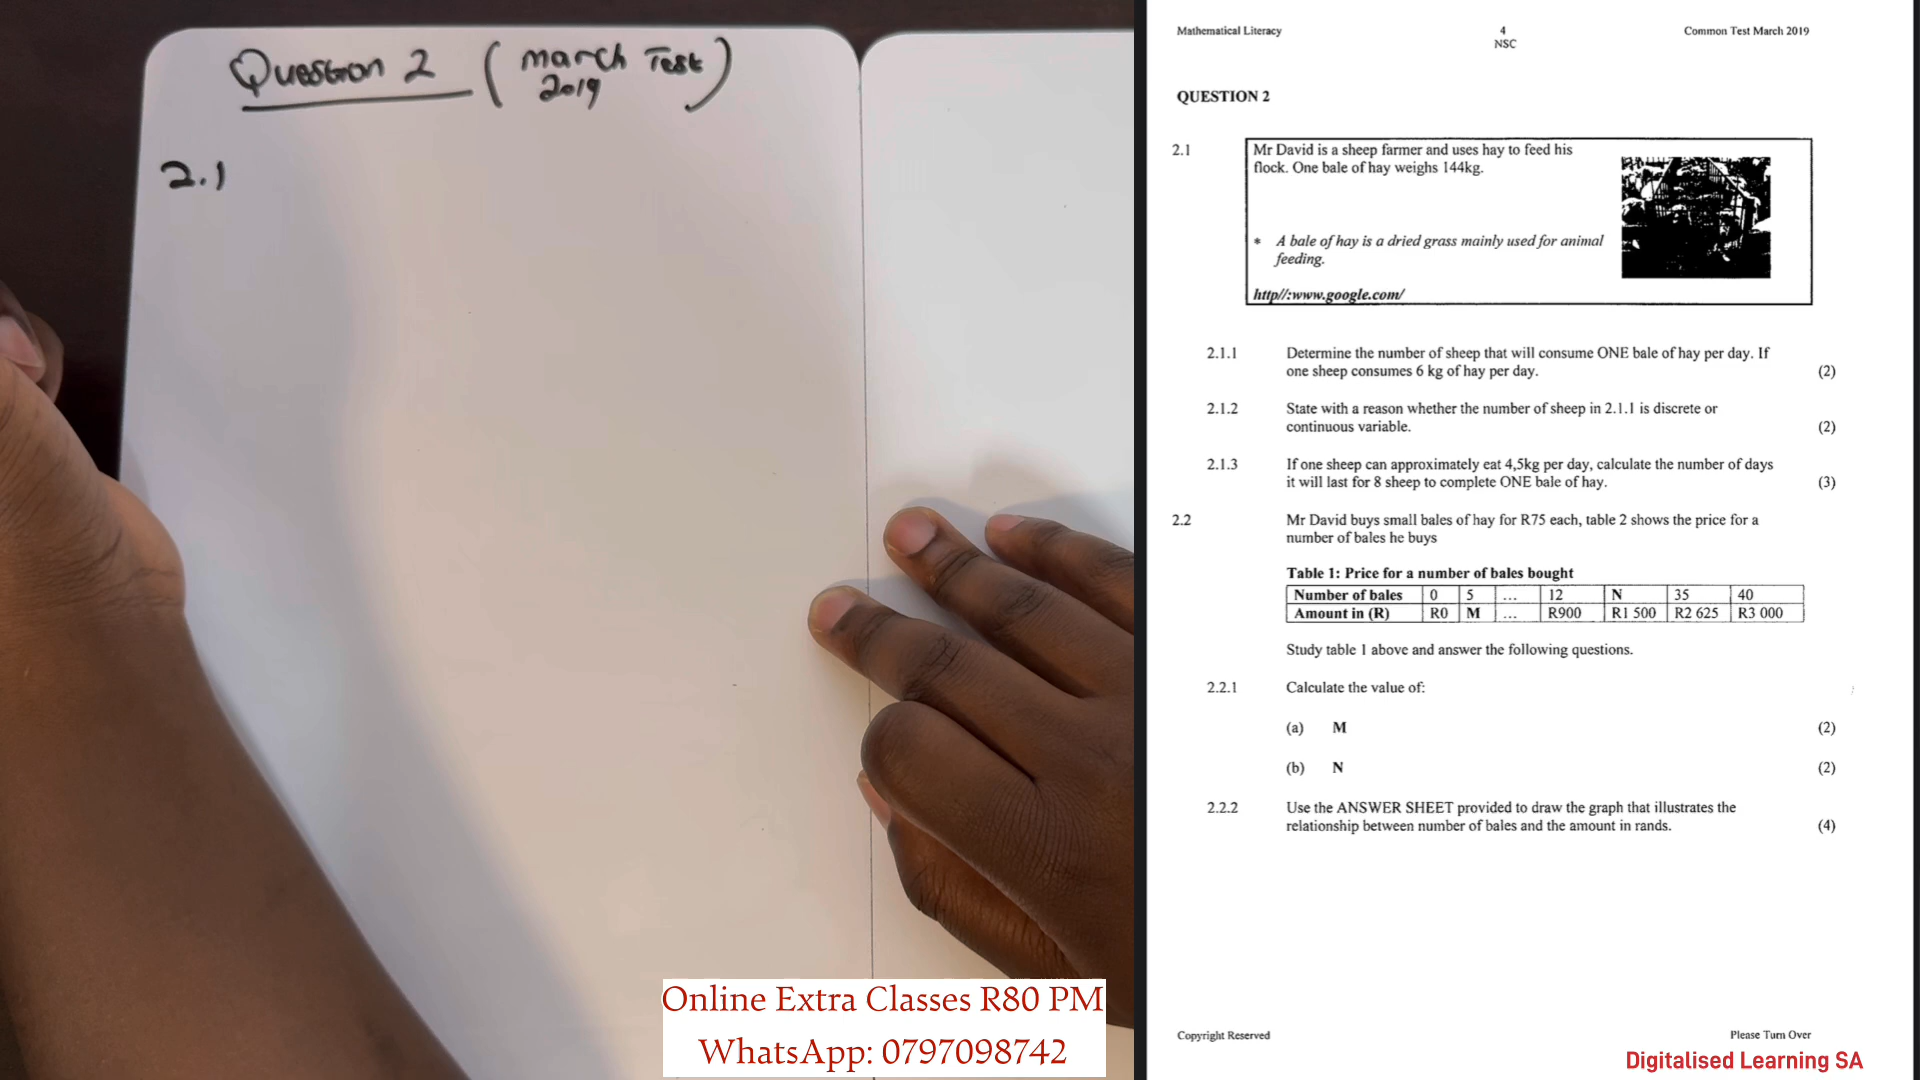 Question 2 (March Test 2019)
2.1
Online Extra Classes R80 PM
WhatsApp: 0797098742
Mathematical Literacy
4
NSC
Common Test March 2019
QUESTION 2
2.1
Mr David is a sheep farmer and uses hay to feed his
flock. One bale of hay weighs 144kg.
* A bale of hay is a dried grass mainly used for animal
feeding.
http//:www.google.com/
2.1.1 Determine the number of sheep that will consume ONE bale of hay per day. If
one sheep consumes 6 kg of hay per day. (2)
2.1.2 State with a reason whether the number of sheep in 2.1.1 is discrete or
continuous variable. (2)
2.1.3 If one sheep can approximately eat 4,5kg per day, calculate the number of days
it will last for 8 sheep to complete ONE bale of hay. (3)
2.2 Mr David buys small bales of hay for R75 each, table 2 shows the price for a
number of bales he buys
Table 1: Price for a number of bales bought
Number of bales 0 5 ... 12 N 35 40
Amount in (R) R0 M ... R900 R1 500 R2 625 R3 000
Study table 1 above and answer the following questions.
2.2.1 Calculate the value of:
(a) M (2)
(b) N (2)
2.2.2 Use the ANSWER SHEET provided to draw the graph that illustrates the
relationship between number of bales and the amount in rands. (4)
Copyright Reserved
Please Turn Over
Digitalised Learning SA